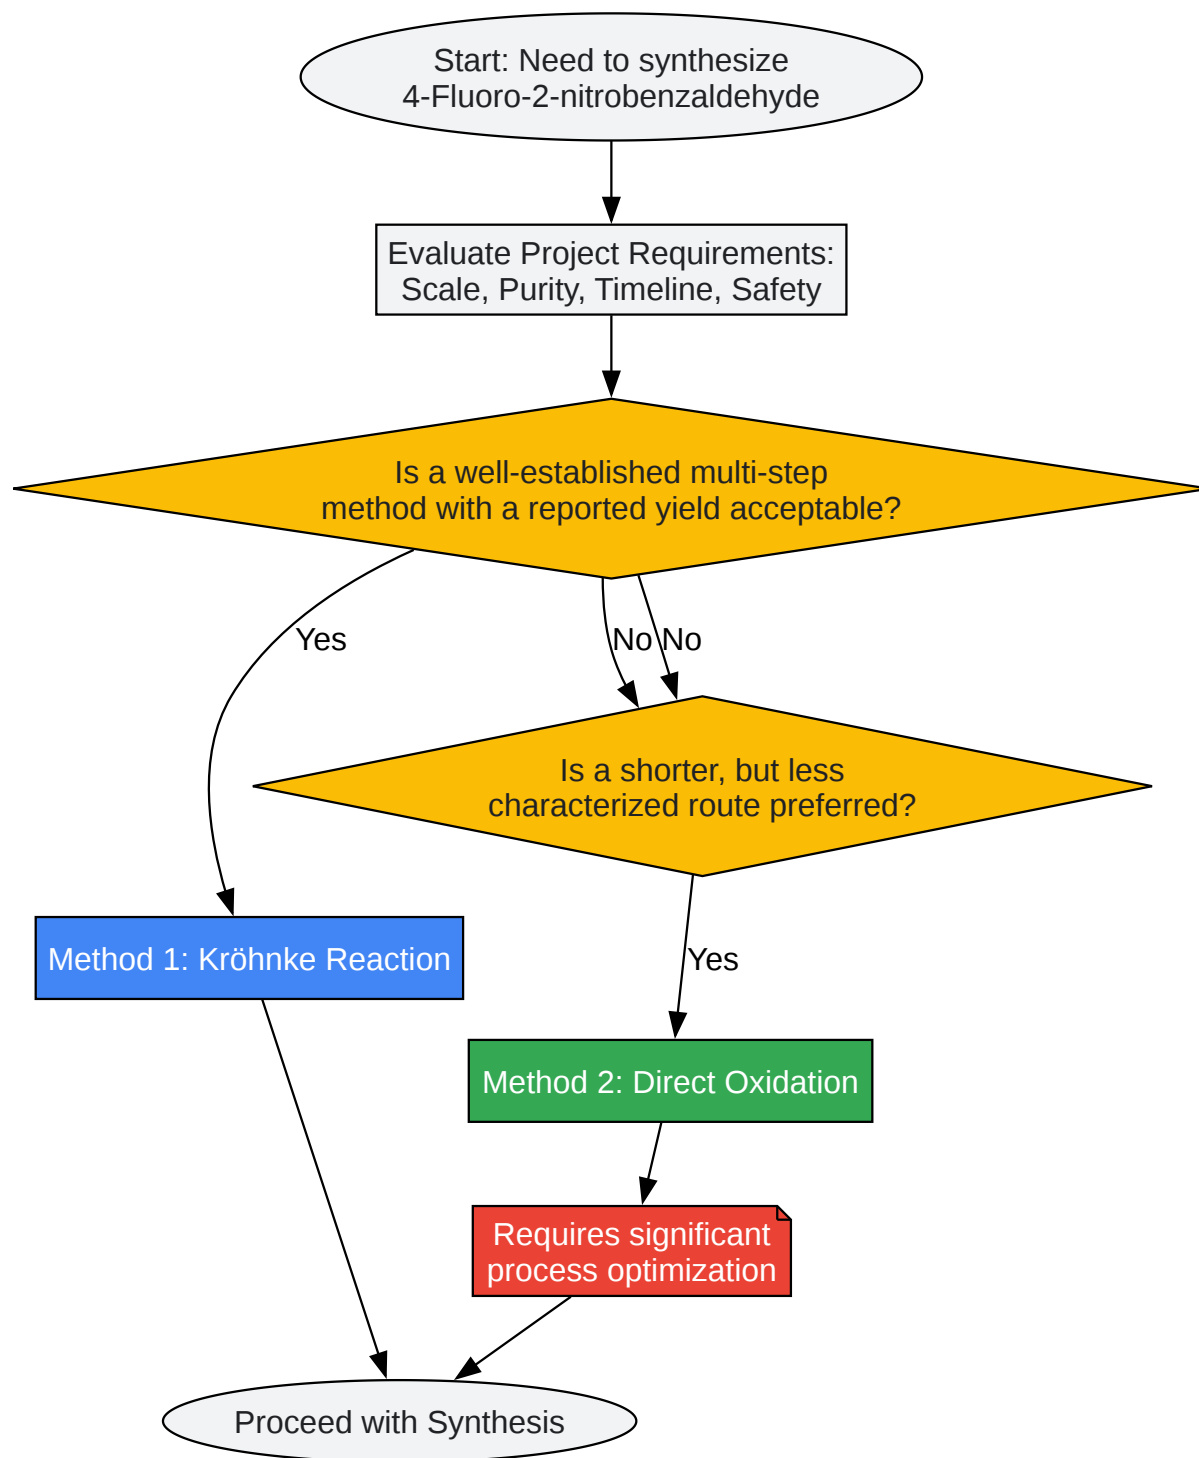 Start: Need to synthesize
4-Fluoro-2-nitrobenzaldehyde
Evaluate Project Requirements:
Scale, Purity, Timeline, Safety
Is a well-established multi-step
method with a reported yield acceptable?
Yes
No
No
Is a shorter, but less
characterized route preferred?
Method 1: Kröhnke Reaction
Yes
Method 2: Direct Oxidation
Requires significant
process optimization
Proceed with Synthesis